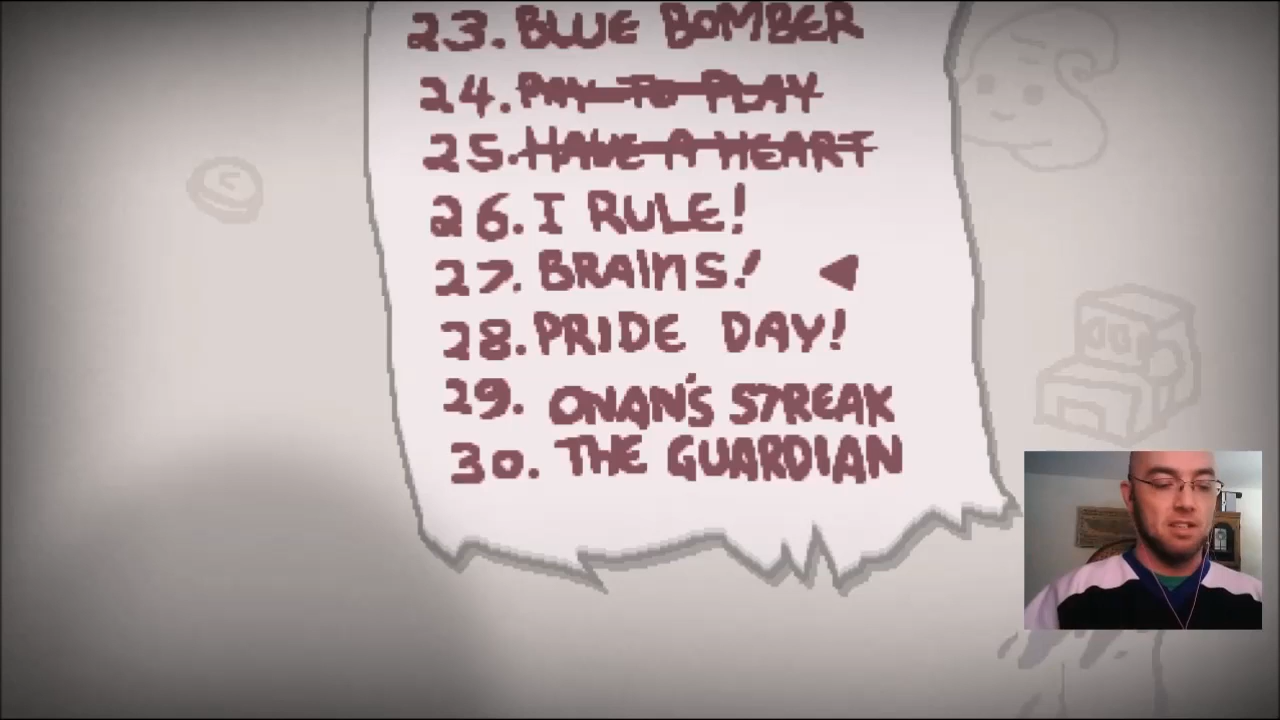 23. BLUE BOMBER
24. PAY TO PLAY
25. HAVE A HEART
26. I RULE!
27. BRAINS!
28. PRIDE DAY!
29. ONAN'S STREAK
30. THE GUARDIAN